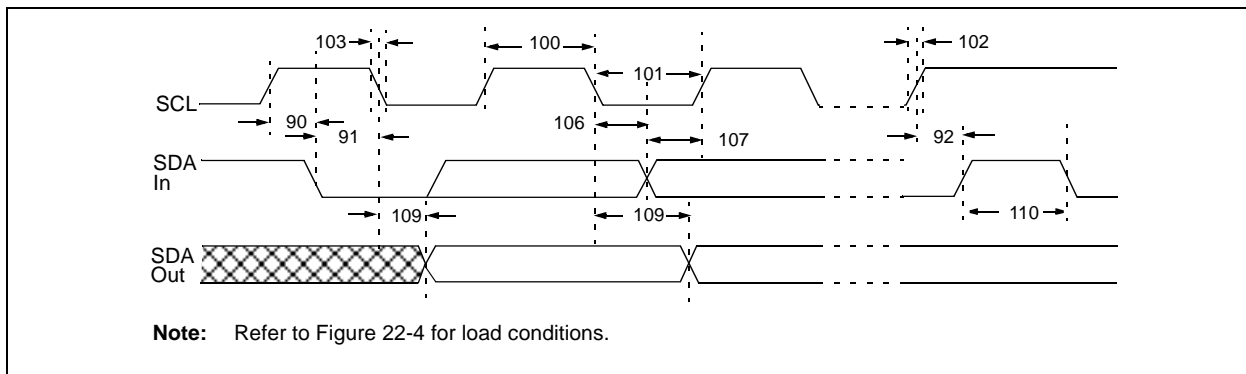 103
100
102
101
SCL
90
91
106
107
92
SDA
In
109
109
110
SDA
Out
Note: Refer to Figure 22-4 for load conditions.